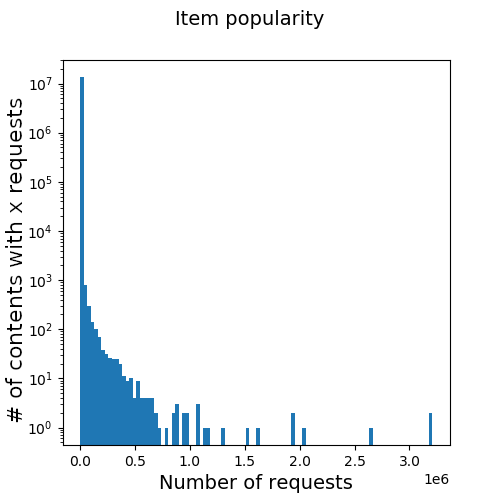 Item popularity
# of contents with x requests
10⁷
10⁶
10⁵
10⁴
10³
10²
10¹
10⁰
0.0 0.5 1.0 1.5 2.0 2.5 3.0
1e6
Number of requests